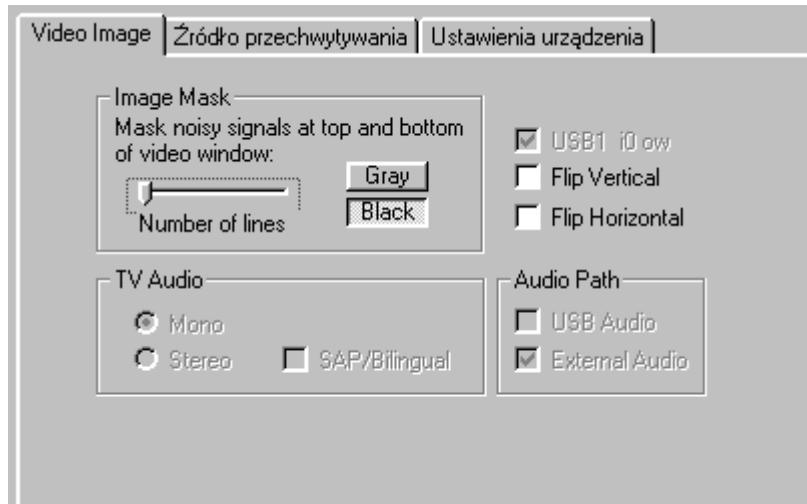 Video Image
Źródło przechwytywania
Ustawienia urządzenia
Image Mask
Mask noisy signals at top and bottom
of video window:
Gray
Black
Number of lines
USB1 i0 ow
Flip Vertical
Flip Horizontal
TV Audio
Mono
Stereo
SAP/Bilingual
Audio Path
USB Audio
External Audio